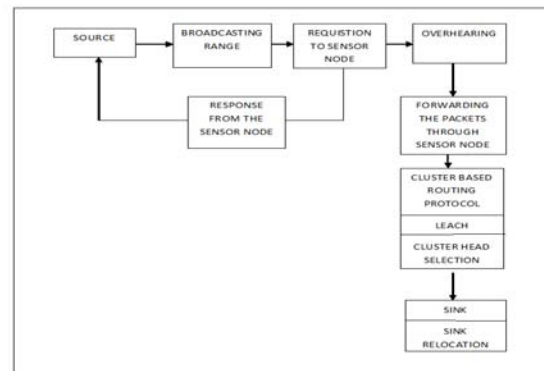 SOURCE
BROADCASTING
RANGE
REQUISTION
TO SENSOR
NODE
OVERHEARING
RESPONSE
FROM THE
SENSOR NODE
FORWARDING
THE PACKETS
THROUGH
SENSOR NODE
CLUSTER BASED
ROUTING
PROTOCOL
LEACH
CLUSTER HEAD
SELECTION
SINK
SINK
RELOCATION